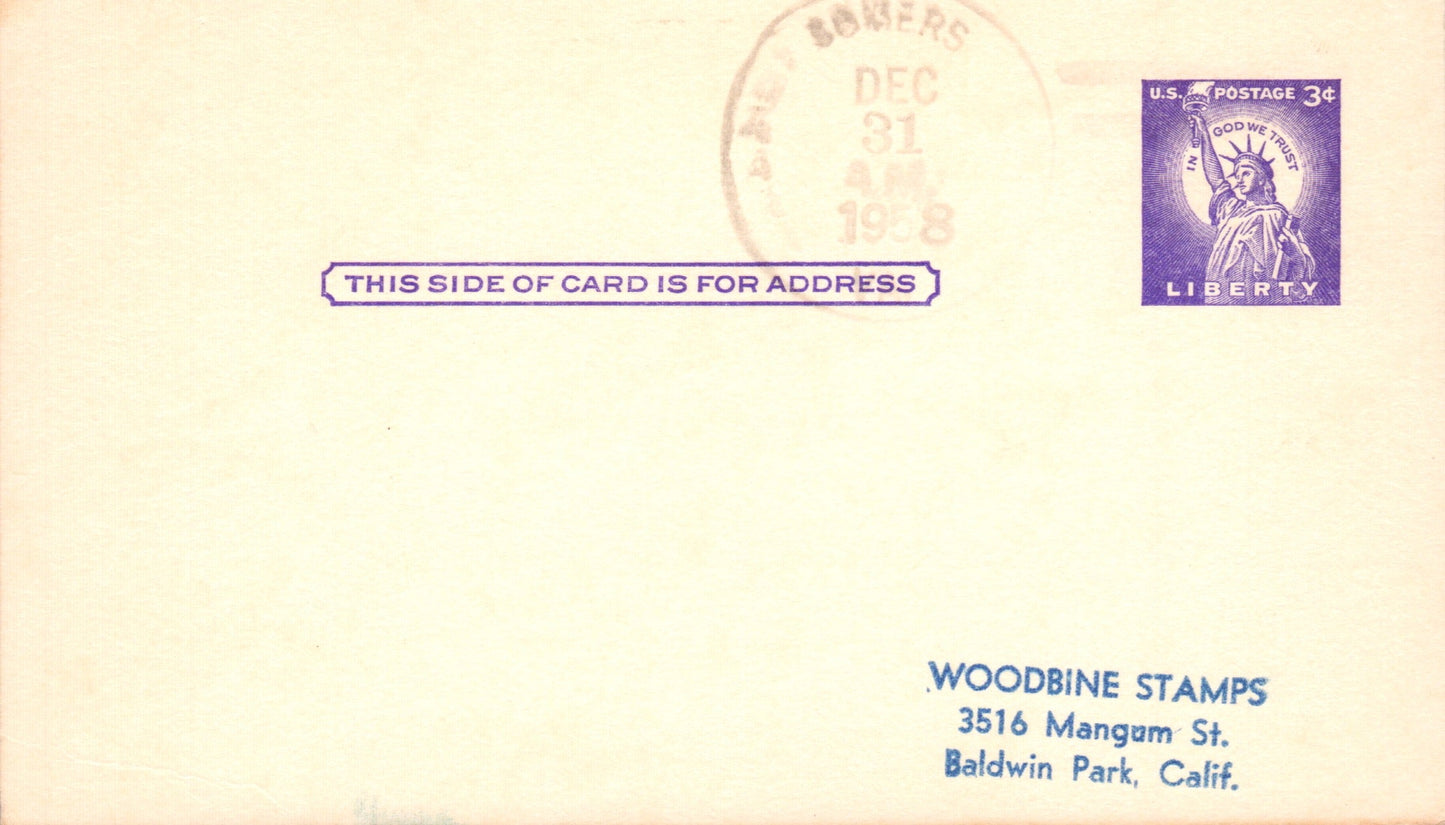 SOMERS
DEC
31
A.M.
1958
U.S. POSTAGE 3¢
IN GOD WE TRUST
LIBERTY
THIS SIDE OF CARD IS FOR ADDRESS
WOODBINE STAMPS
3516 Mangum St.
Baldwin Park, Calif.